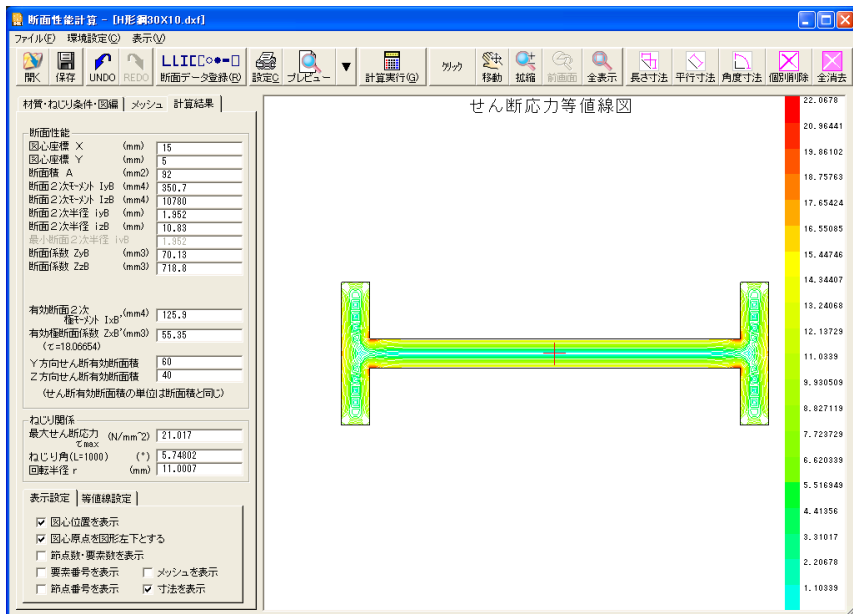 断面性能計算 - [H形鋼30X10.dxf]
ファイル(F) 環境設定(C) 表示(V)
開く 保存 UNDO REDO 断面データ登録(R) 設定C プレビュー ▼ 計算実行(G) クリック 移動 拡縮 前画面 全表示 長さ寸法 平行寸法 角度寸法 個別削除 全消去
材質・ねじり条件・図編 メッシュ 計算結果
せん断応力等値線図
断面性能
図心座標 X (mm) 15
図心座標 Y (mm) 5
断面積 A (mm2) 92
断面2次モーメント IyB (mm4) 350.7
断面2次モーメント IzB (mm4) 10780
断面2次半径 iyB (mm) 1.952
断面2次半径 izB (mm) 10.83
最小断面2次半径 ivB 1.952
断面係数 ZyB (mm3) 70.13
断面係数 ZzB (mm3) 718.8
有効断面2次
極モーメント IxB' (mm4) 125.9
有効極断面係数 ZxB' (mm3) 55.35
(τ=18.06654)
Y方向せん断有効断面積 60
Z方向せん断有効断面積 40
(せん断有効断面積の単位は断面積と同じ)
ねじり関係
最大せん断応力 τmax (N/mm^2) 21.017
ねじり角(L=1000) (°) 5.74802
回転半径 r (mm) 11.0007
表示設定 等値線設定
図心位置を表示
図心原点を図形左下とする
節点数・要素数を表示
要素番号を表示 メッシュを表示
節点番号を表示 寸法を表示
22.0678
20.96441
19.86102
18.75763
17.65424
16.55085
15.44746
14.34407
13.24068
12.13729
11.0339
9.930509
8.827119
7.723729
6.620339
5.516949
4.41356
3.31017
2.20678
1.10339